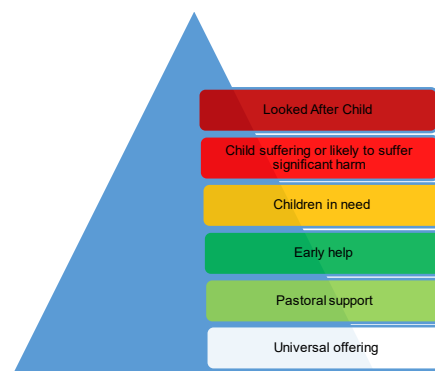 Looked After Child
Child suffering or likely to suffer
significant harm
Children in need
Early help
Pastoral support
Universal offering